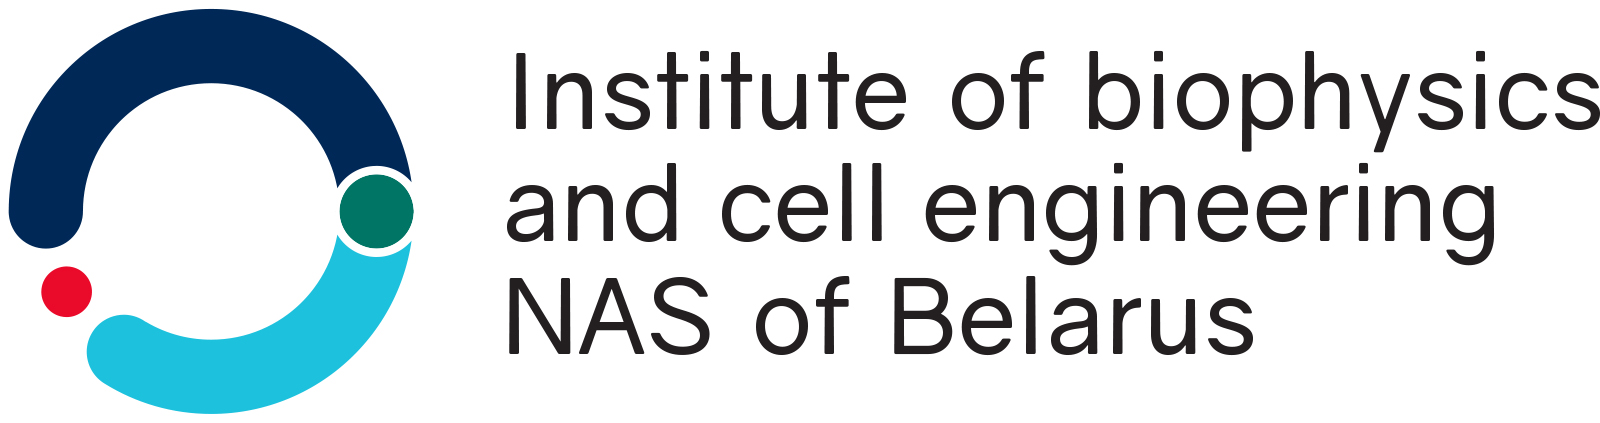 Institute of biophysics
and cell engineering
NAS of Belarus